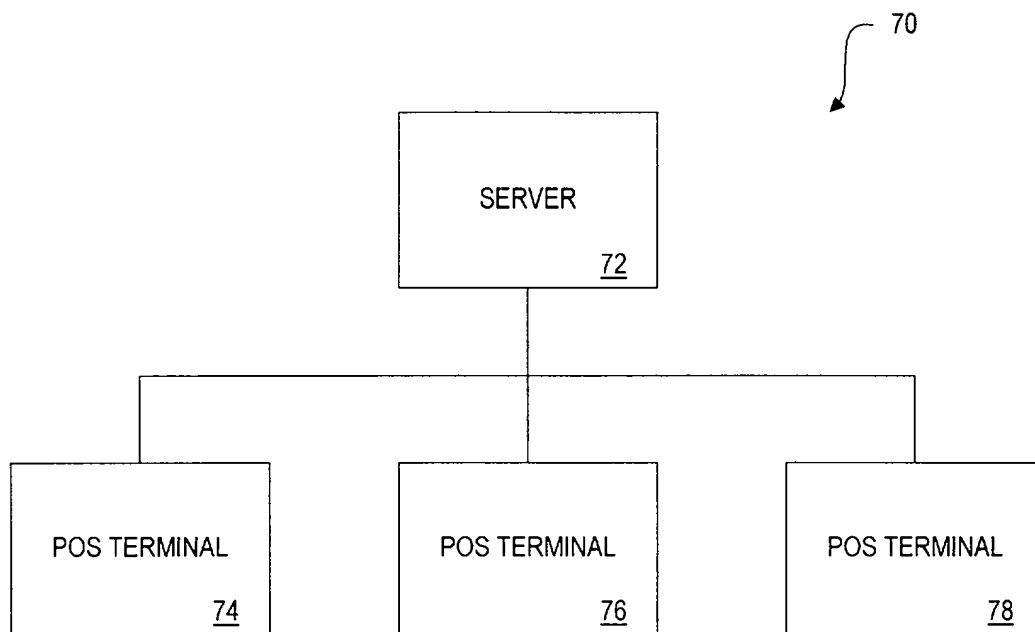 70
SERVER
72
POS TERMINAL
74
POS TERMINAL
76
POS TERMINAL
78